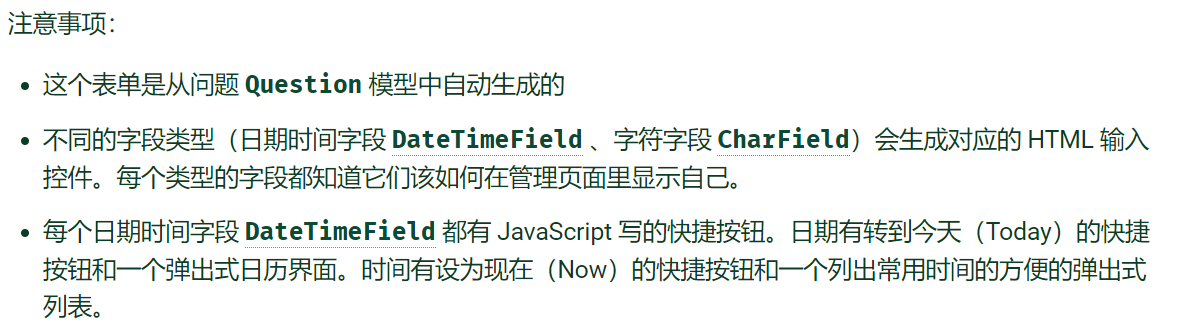 注意事项：
这个表单是从问题 Question 模型中自动生成的
不同的字段类型（日期时间字段 DateTimeField 、字符字段 CharField）会生成对应的 HTML 输入
控件。每个类型的字段都知道它们该如何在管理页面里显示自己。
每个日期时间字段 DateTimeField 都有 JavaScript 写的快捷按钮。日期有转到今天（Today）的快捷
按钮和一个弹出式日历界面。时间有设为现在（Now）的快捷按钮和一个列出常用时间的方便的弹出式
列表。